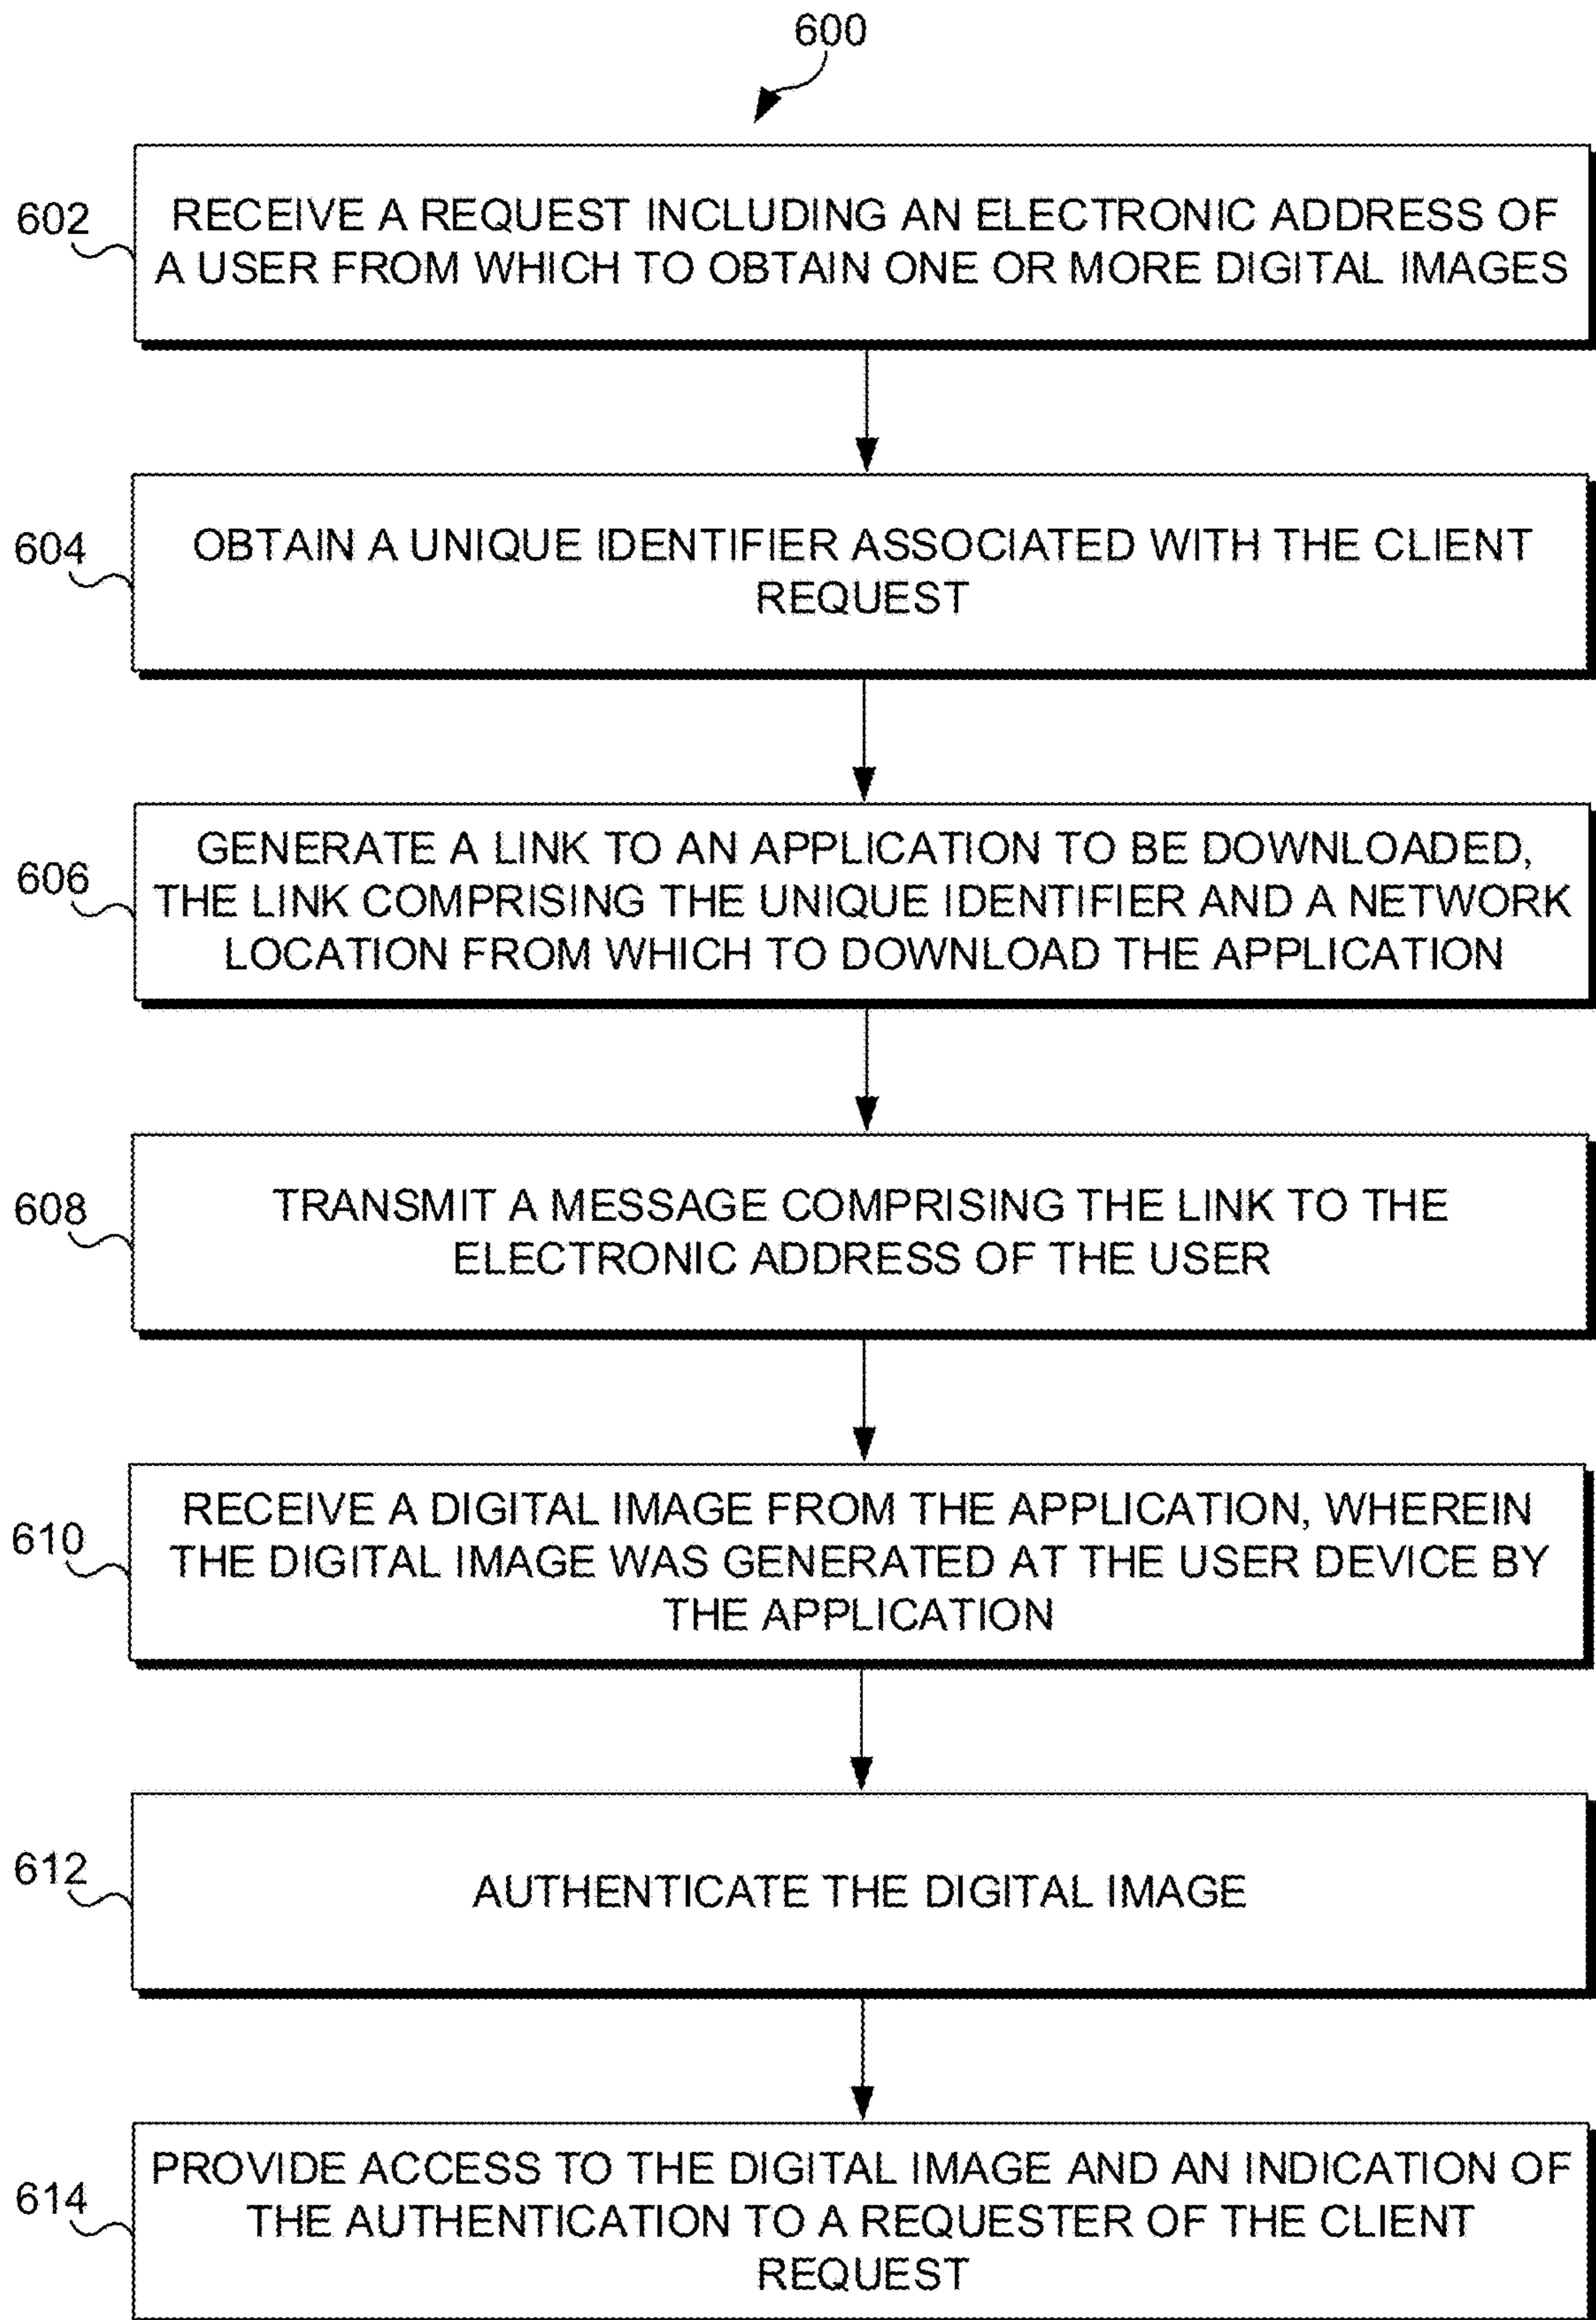 600
602
RECEIVE A REQUEST INCLUDING AN ELECTRONIC ADDRESS OF
A USER FROM WHICH TO OBTAIN ONE OR MORE DIGITAL IMAGES
604
OBTAIN A UNIQUE IDENTIFIER ASSOCIATED WITH THE CLIENT
REQUEST
606
GENERATE A LINK TO AN APPLICATION TO BE DOWNLOADED,
THE LINK COMPRISING THE UNIQUE IDENTIFIER AND A NETWORK
LOCATION FROM WHICH TO DOWNLOAD THE APPLICATION
608
TRANSMIT A MESSAGE COMPRISING THE LINK TO THE
ELECTRONIC ADDRESS OF THE USER
610
RECEIVE A DIGITAL IMAGE FROM THE APPLICATION, WHEREIN
THE DIGITAL IMAGE WAS GENERATED AT THE USER DEVICE BY
THE APPLICATION
612
AUTHENTICATE THE DIGITAL IMAGE
614
PROVIDE ACCESS TO THE DIGITAL IMAGE AND AN INDICATION OF
THE AUTHENTICATION TO A REQUESTER OF THE CLIENT
REQUEST